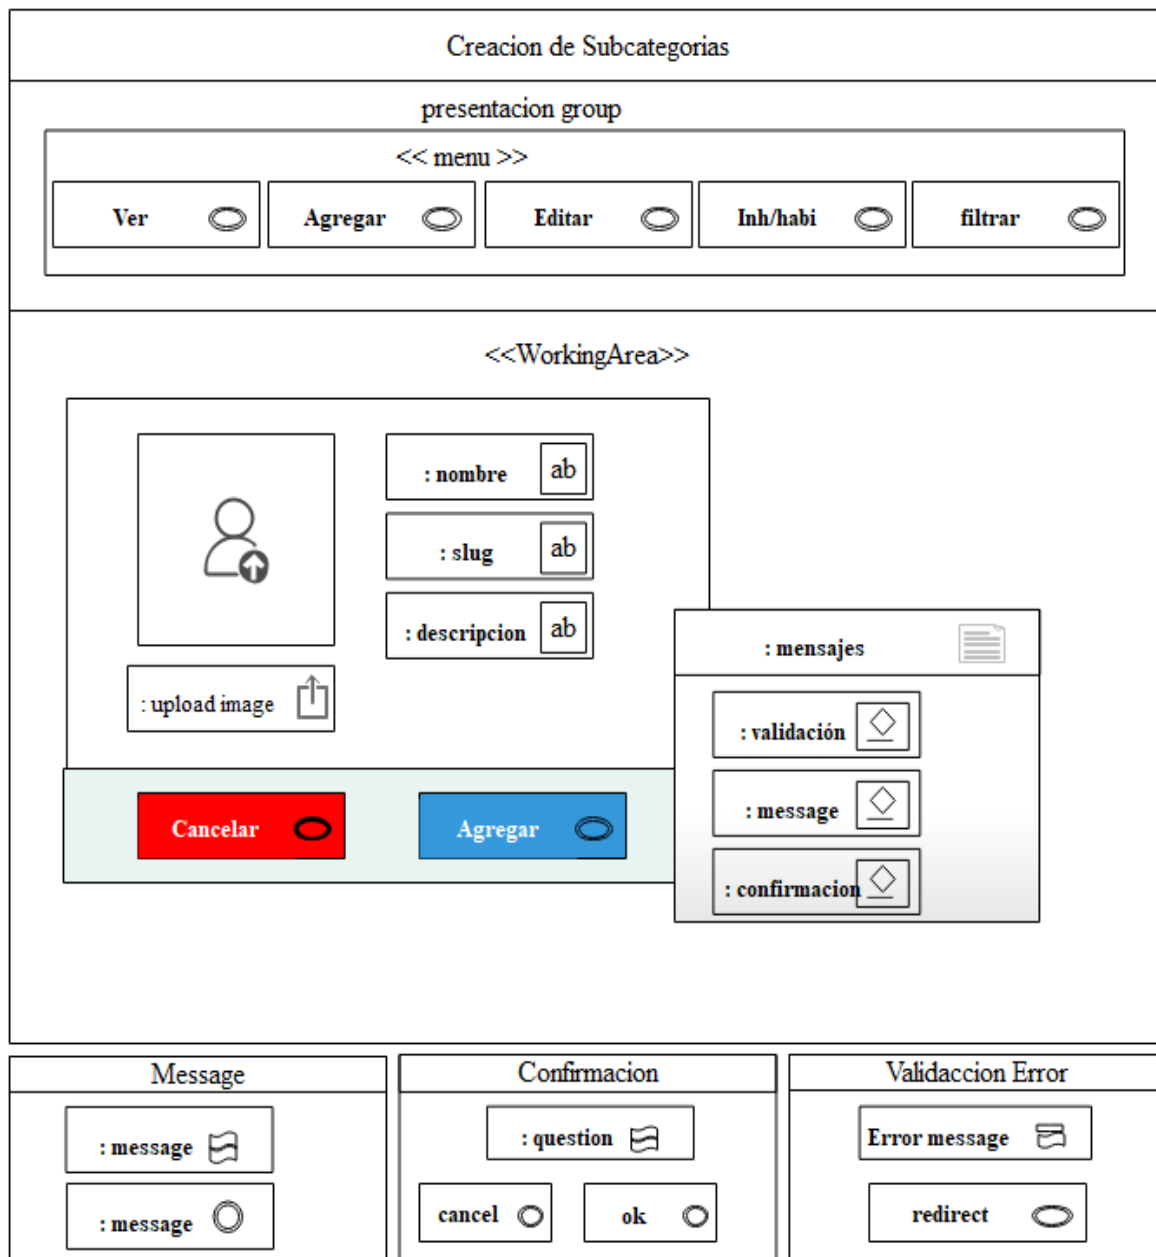 Creacion de Subcategorias
presentacion group
<< menu >>
Ver
Agregar
Editar
Inh/habi
filtrar
<<WorkingArea>>
: nombre
ab
: slug
ab
: descripcion
ab
: upload image
Cancelar
Agregar
: mensajes
: validación
: message
: confirmacion
Message
: message
: message
Confirmacion
: question
cancel
ok
Validaccion Error
Error message
redirect